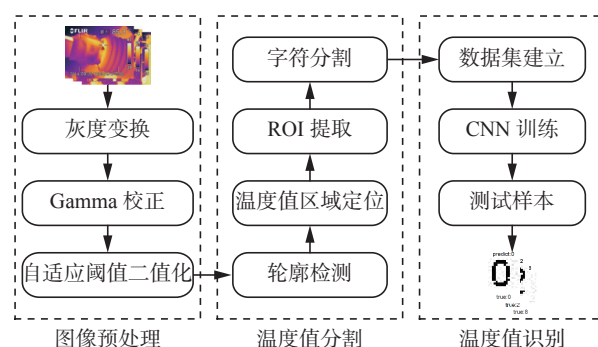 FLIR
灰度变换
Gamma 校正
自适应阈值二值化
图像预处理
字符分割
ROI 提取
温度值区域定位
轮廓检测
温度值分割
数据集建立
CNN 训练
测试样本
predict:0
0
2
true:0
true:2
true:8
温度值识别